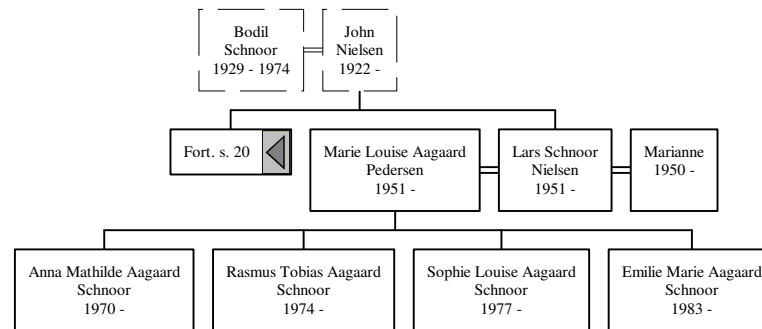 Bodil
Schnoor
1929 - 1974
John
Nielsen
1922 -
Fort. s. 20
Marie Louise Aagaard
Pedersen
1951 -
Lars Schnoor
Nielsen
1951 -
Marianne
1950 -
Anna Mathilde Aagaard
Schnoor
1970 -
Rasmus Tobias Aagaard
Schnoor
1974 -
Sophie Louise Aagaard
Schnoor
1977 -
Emilie Marie Aagaard
Schnoor
1983 -